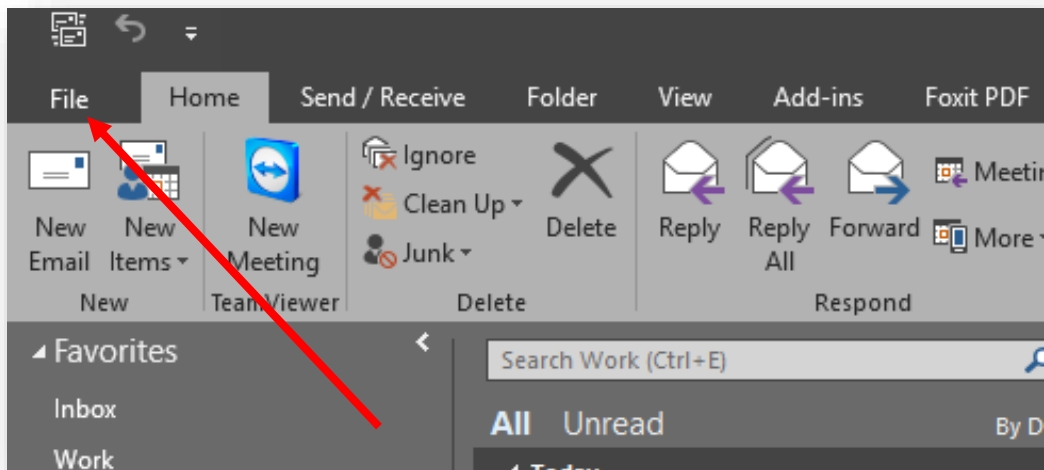 File Home Send / Receive Folder View Add-ins Foxit PDF
New Email
New Items
New Meeting
Ignore
Clean Up
Junk
Delete
Reply
Reply All
Forward
More
New TeamViewer Delete Respond
Favorites
Search Work (Ctrl+E)
Inbox
All Unread By
Work
Today